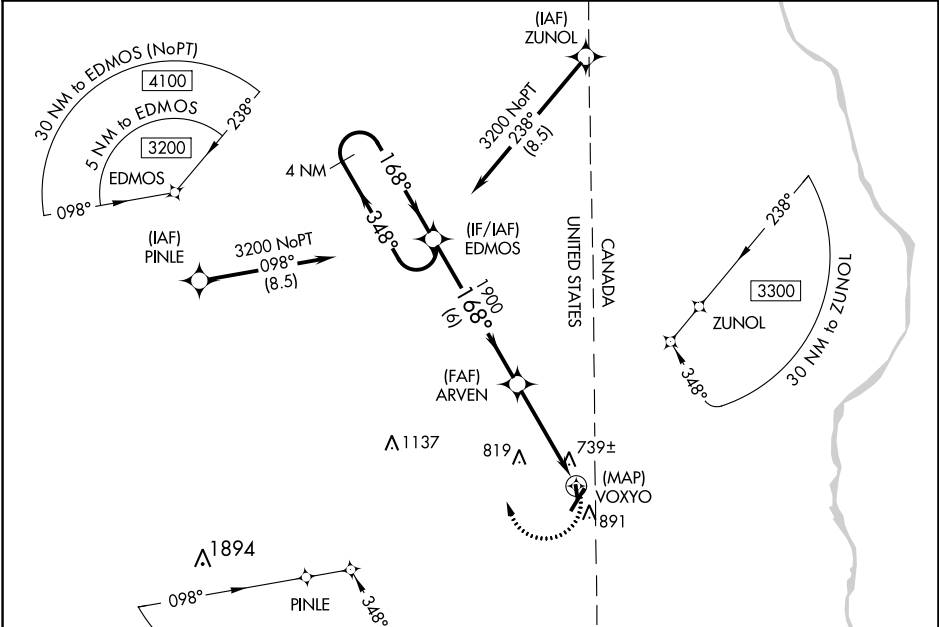 (IAF)
ZUNOL
30 NM to EDMOS (NoPT)
4100
5 NM to EDMOS
3200
238°
EDMOS
098°
3200 NoPT
238°
(8.5)
4 NM
168°
348°
(IF/IAF)
EDMOS
(IAF)
PINLE
3200 NoPT
098°
(8.5)
1900
168°
(6)
UNITED STATES
CANADA
238°
3300
ZUNOL
30 NM to ZUNOL
348°
(FAF)
ARVEN
1137
819
739±
(MAP)
VOXYO
891
1894
098°
PINLE
348°